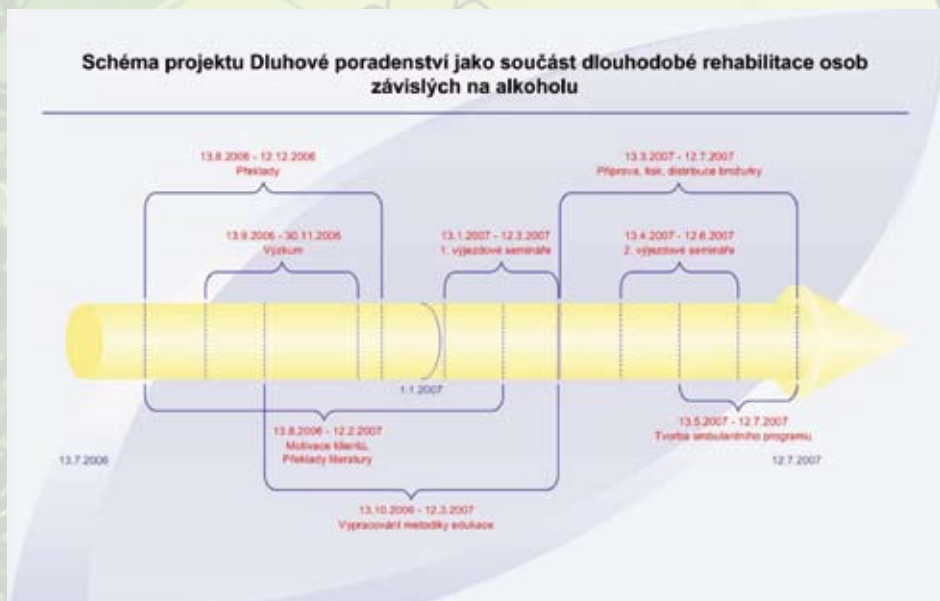 Schéma projektu Dluhové poradenství jako součást dlouhodobé rehabilitace osob
závislých na alkoholu
13.8.2006 - 12.12.2006
Překlady
13.3.2007 - 12.7.2007
Příprava, tisk, distribuce brožurky
13.9.2006 - 30.11.2006
Výzkum
13.1.2007 - 12.3.2007
1. výjezdové semináře
13.4.2007 - 12.6.2007
2. výjezdové semináře
1.1.2007
13.8.2006 - 12.2.2007
Motivace klientů,
Překlady literatury
13.5.2007 - 12.7.2007
Tvorba ambulantního programu
13.7.2006
12.7.2007
13.10.2006 - 12.3.2007
Vypracování metodiky edukace